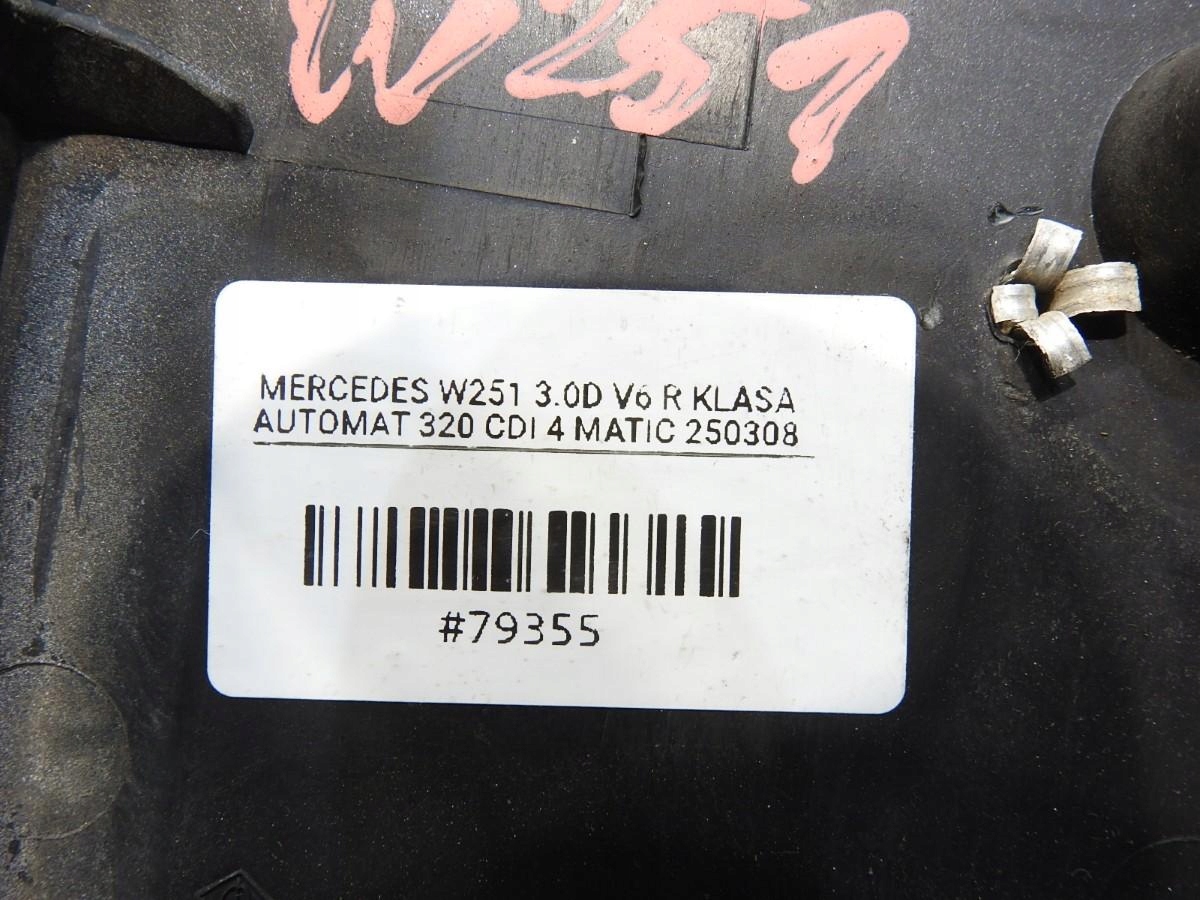 W251
MERCEDES W251 3.0D V6 R KLASA
AUTOMAT 320 CDI 4 MATIC 250308
#79355